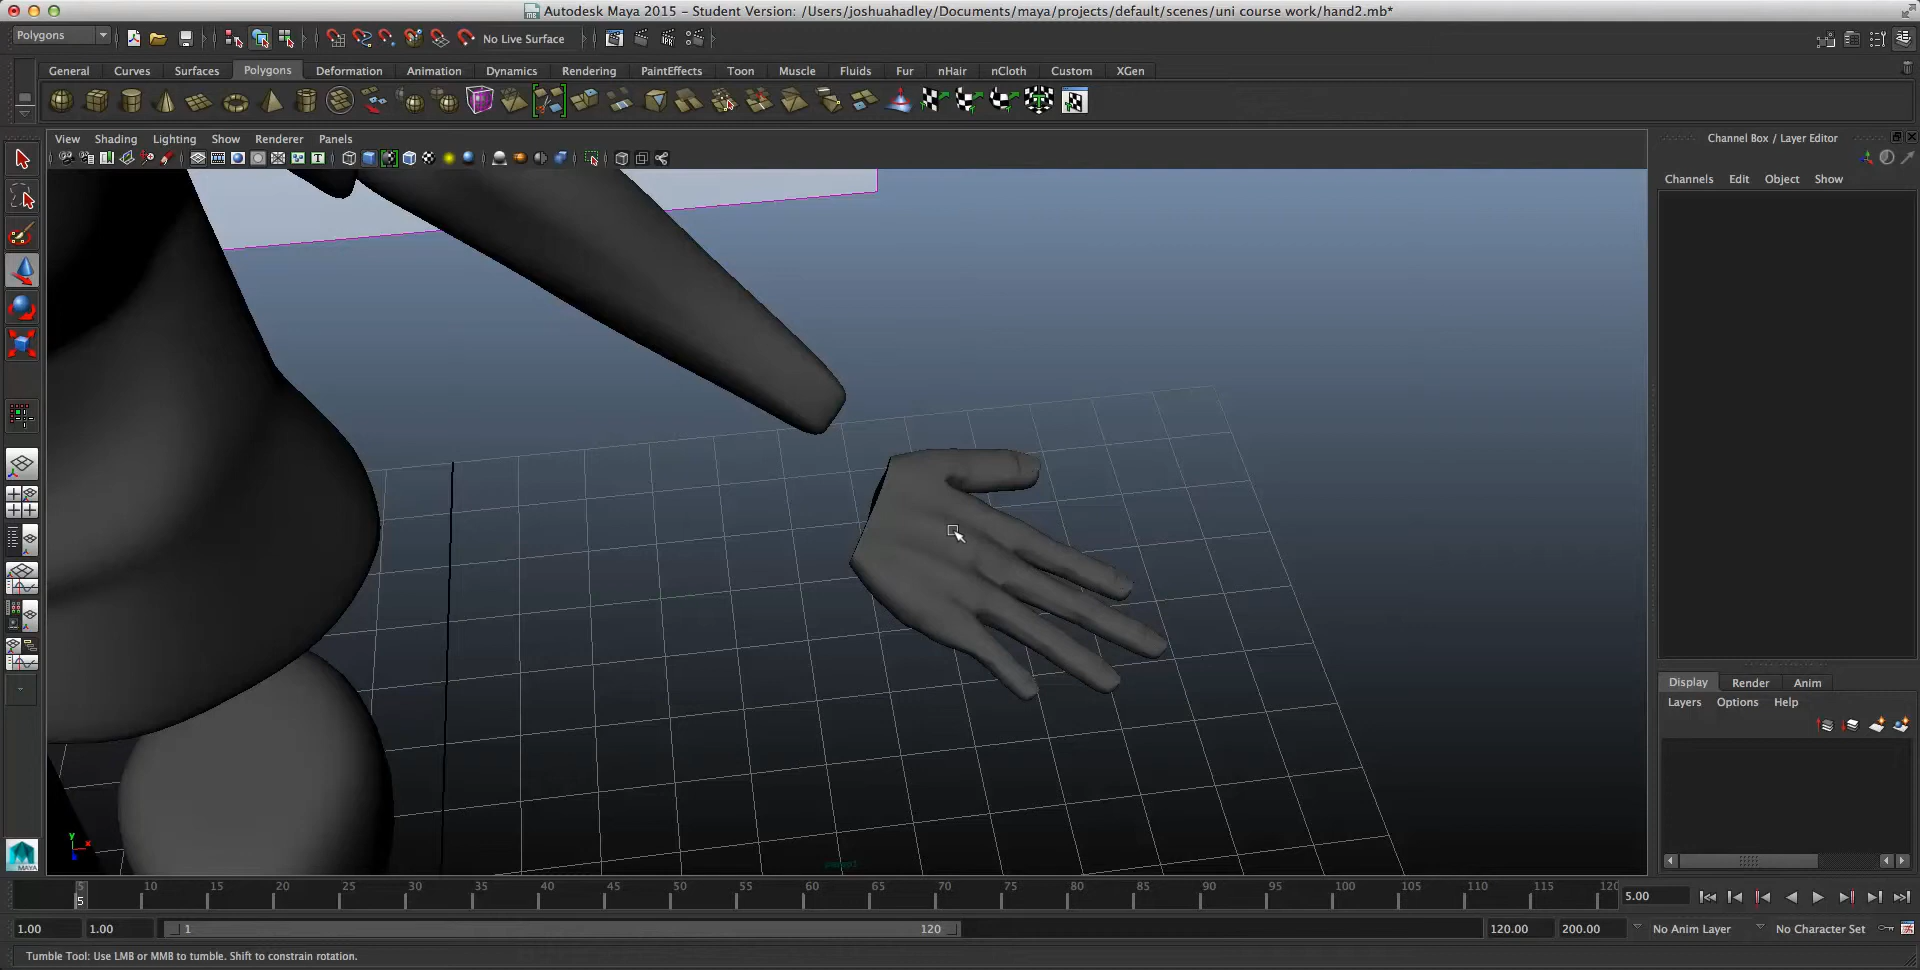 Autodesk Maya 2015 - Student Version: /Users/joshuahadley/Documents/maya/projects/default/scenes/uni course work/hand2.mb*
Polygons
No Live Surface
General Curves Surfaces Polygons Deformation Animation Dynamics Rendering PaintEffects Toon Muscle Fluids Fur nHair nCloth Custom XGen
View Shading Lighting Show Renderer Panels
Channel Box / Layer Editor
Channels Edit Object Show
Display Render Anim
Layers Options Help
y
x
MAYA
5 10 15 20 25 30 35 40 45 50 55 60 65 70 75 80 85 90 95 100 105 110 115 120
5
5.00
1.00 1.00 1 120 120.00 200.00 No Anim Layer No Character Set
Tumble Tool: Use LMB or MMB to tumble. Shift to constrain rotation.